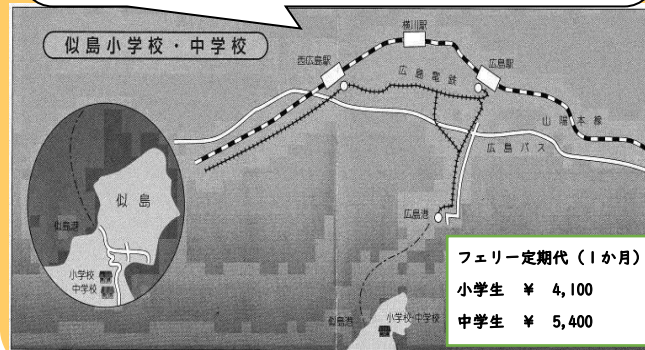 似島小学校・中学校
横川駅
西広島駅
広島電鉄
広島駅
山陽本線
広島バス
似島
似島港
広島港
小学校
中学校
似島港
小学校・中学校
フェリー定期代（1か月）
小学生 ¥ 4,100
中学生 ¥ 5,400